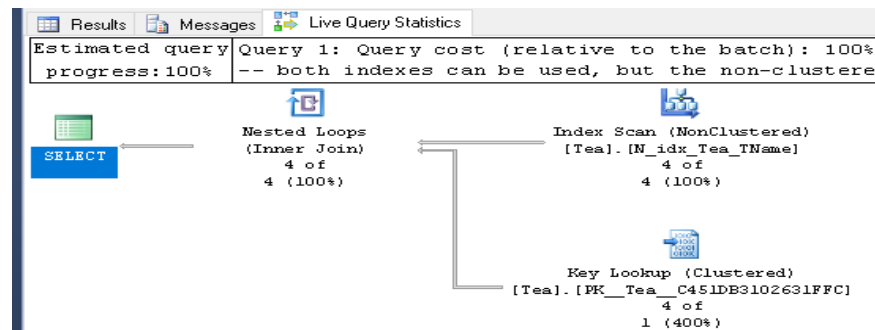 Results Messages Live Query Statistics
Estimated query
progress:100%
Query 1: Query cost (relative to the batch): 100%
-- both indexes can be used, but the non-clustere
SELECT
Nested Loops
(Inner Join)
4 of
4 (100%)
Index Scan (NonClustered)
[Tea].[N_idx_Tea_TName]
4 of
4 (100%)
Key Lookup (Clustered)
[Tea].[PK__Tea__C451DB3102631FFC]
4 of
1 (400%)